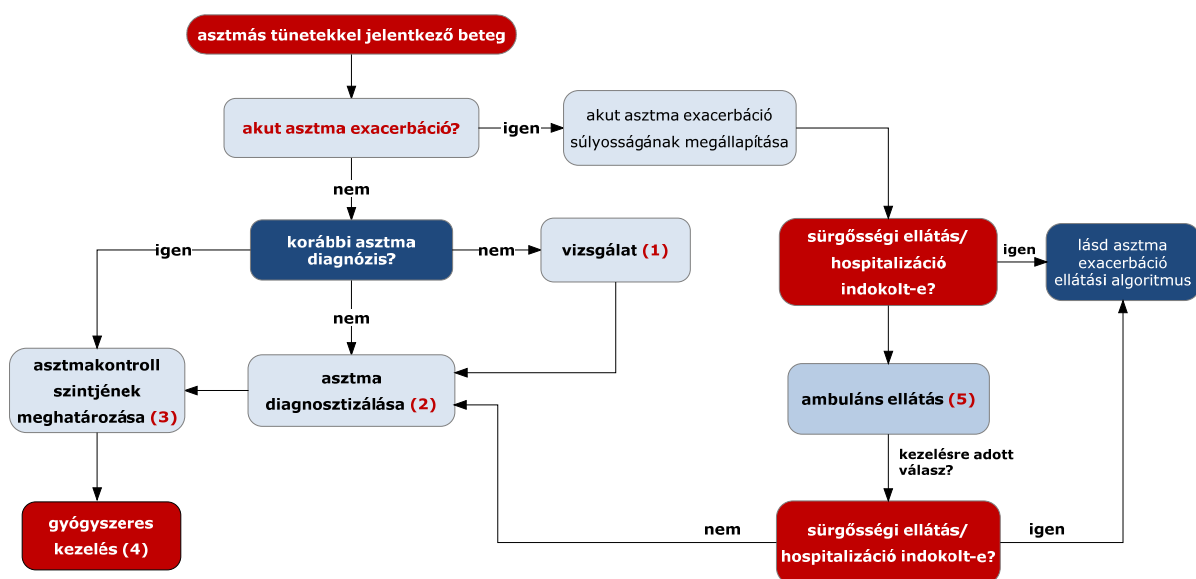 asztmás tünetekkel jelentkező beteg
akut asztma exacerbáció?
igen
akut asztma exacerbáció
súlyosságának megállapítása
nem
igen
korábbi asztma
diagnózis?
nem
vizsgálat (1)
sürgősségi ellátás/
hospitalizáció
indokolt-e?
igen
lásd asztma
exacerbáció
ellátási algoritmus
nem
asztmakontroll
szintjének
meghatározása (3)
asztma
diagnosztizálása (2)
ambuláns ellátás (5)
kezelésre adott
válasz?
gyógyszeres
kezelés (4)
nem
sürgősségi ellátás/
hospitalizáció indokolt-e?
igen